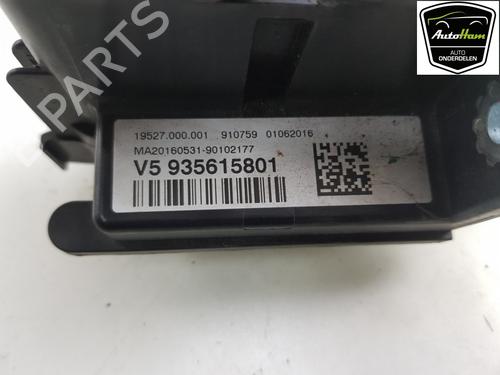 AutoHam
AUTO
ONDERDELEN
PARTS
19527.000.001 910759 01062016
MA20160531-90102177
V5 935615801